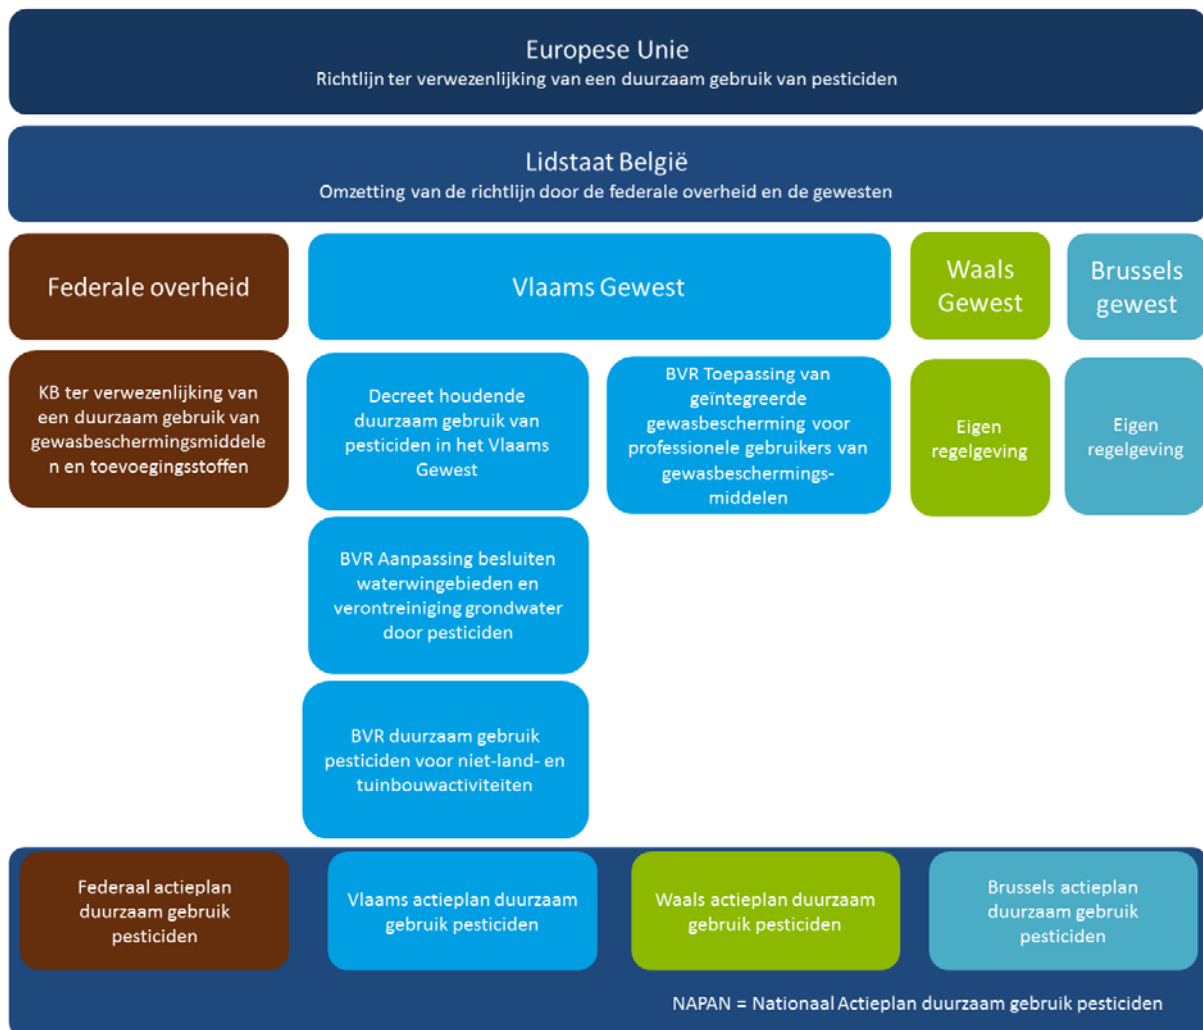 Europese Unie
Richtlijn ter verwezenlijking van een duurzaam gebruik van pesticiden
Lidstaat België
Omzetting van de richtlijn door de federale overheid en de gewesten
Federale overheid
Vlaams Gewest
Waals
Gewest
Brussels
gewest
KB ter verwezenlijking van
een duurzaam gebruik van
gewasbeschermingsmiddele
n en toevoegingsstoffen
Decreet houdende
duurzaam gebruik van
pesticiden in het Vlaams
Gewest
BVR Toepassing van
geïntegreerde
gewasbescherming voor
professionele gebruikers van
gewasbeschermings-
middelen
Eigen
regelgeving
Eigen
regelgeving
BVR Aanpassing besluiten
waterwingebieden en
verontreiniging grondwater
door pesticiden
BVR duurzaam gebruik
pesticiden voor niet-land- en
tuinbouwactiviteiten
Federaal actieplan
duurzaam gebruik
pesticiden
Vlaams actieplan duurzaam
gebruik pesticiden
Waals actieplan duurzaam
gebruik pesticiden
Brussels actieplan
duurzaam gebruik
pesticiden
NAPAN = Nationaal Actieplan duurzaam gebruik pesticiden